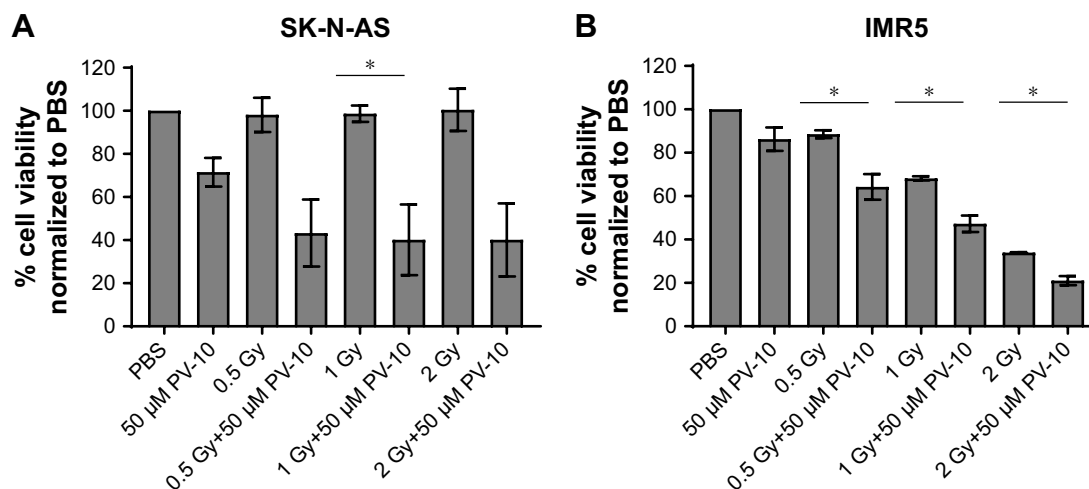 A
SK-N-AS
% cell viability
normalized to PBS
120
100
80
60
40
20
0
*
PBS
50 µM PV-10
0.5 Gy
0.5 Gy+50 µM PV-10
1 Gy
1 Gy+50 µM PV-10
2 Gy
2 Gy+50 µM PV-10
B
IMR5
% cell viability
normalized to PBS
120
100
80
60
40
20
0
*
*
*
PBS
50 µM PV-10
0.5 Gy
0.5 Gy+50 µM PV-10
1 Gy
1 Gy+50 µM PV-10
2 Gy
2 Gy+50 µM PV-10